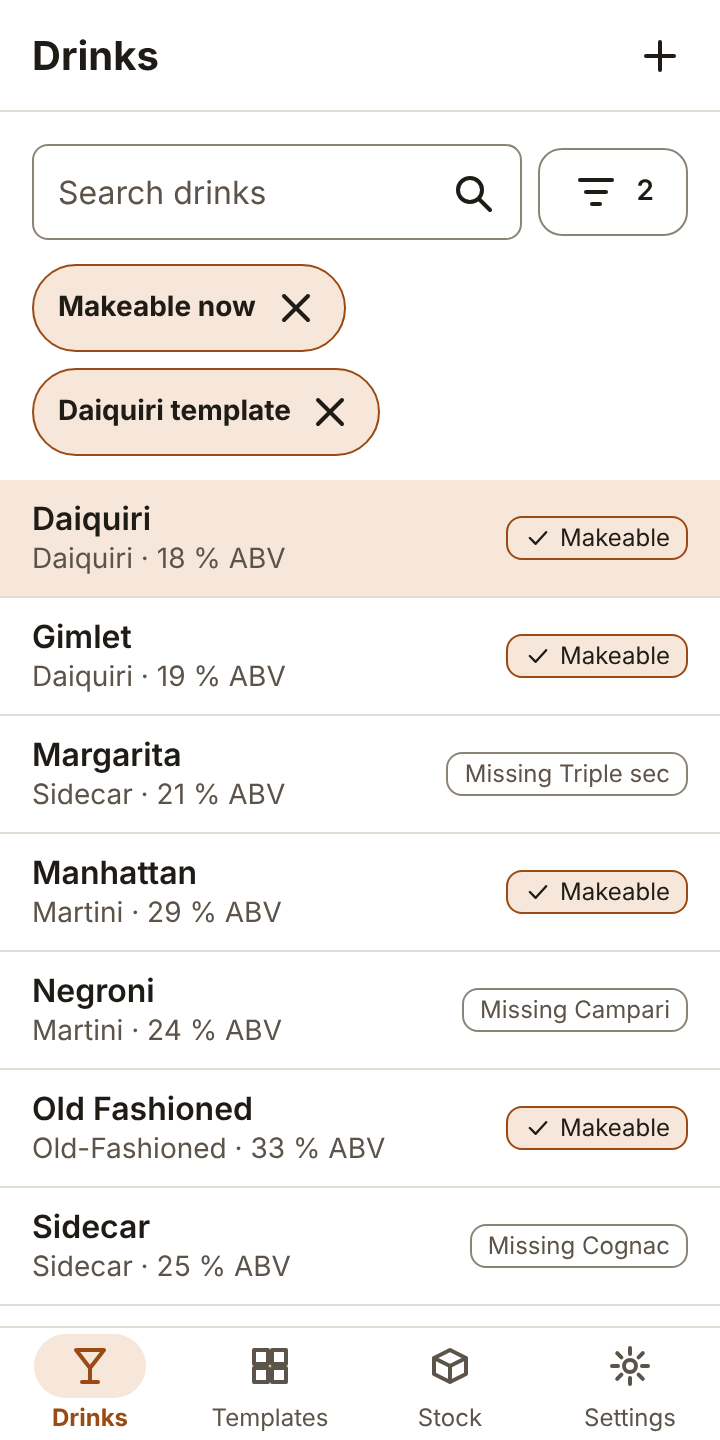 Drinks
Search drinks
2
Makeable now
Daiquiri template
Daiquiri
Daiquiri · 18 % ABV
Makeable
Gimlet
Daiquiri · 19 % ABV
Makeable
Margarita
Sidecar · 21 % ABV
Missing Triple sec
Manhattan
Martini · 29 % ABV
Makeable
Negroni
Martini · 24 % ABV
Missing Campari
Old Fashioned
Old-Fashioned · 33 % ABV
Makeable
Sidecar
Sidecar · 25 % ABV
Missing Cognac
Drinks
Templates
Stock
Settings